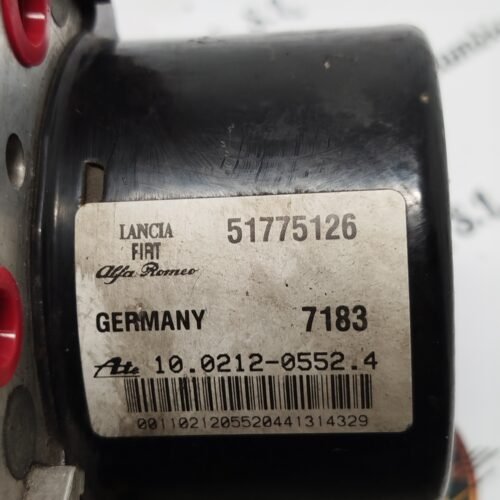 LANCIA 51775126
FIAT
Alfa Romeo
GERMANY 7183
Ate 10.0212-0552.4
0011021205520441314329